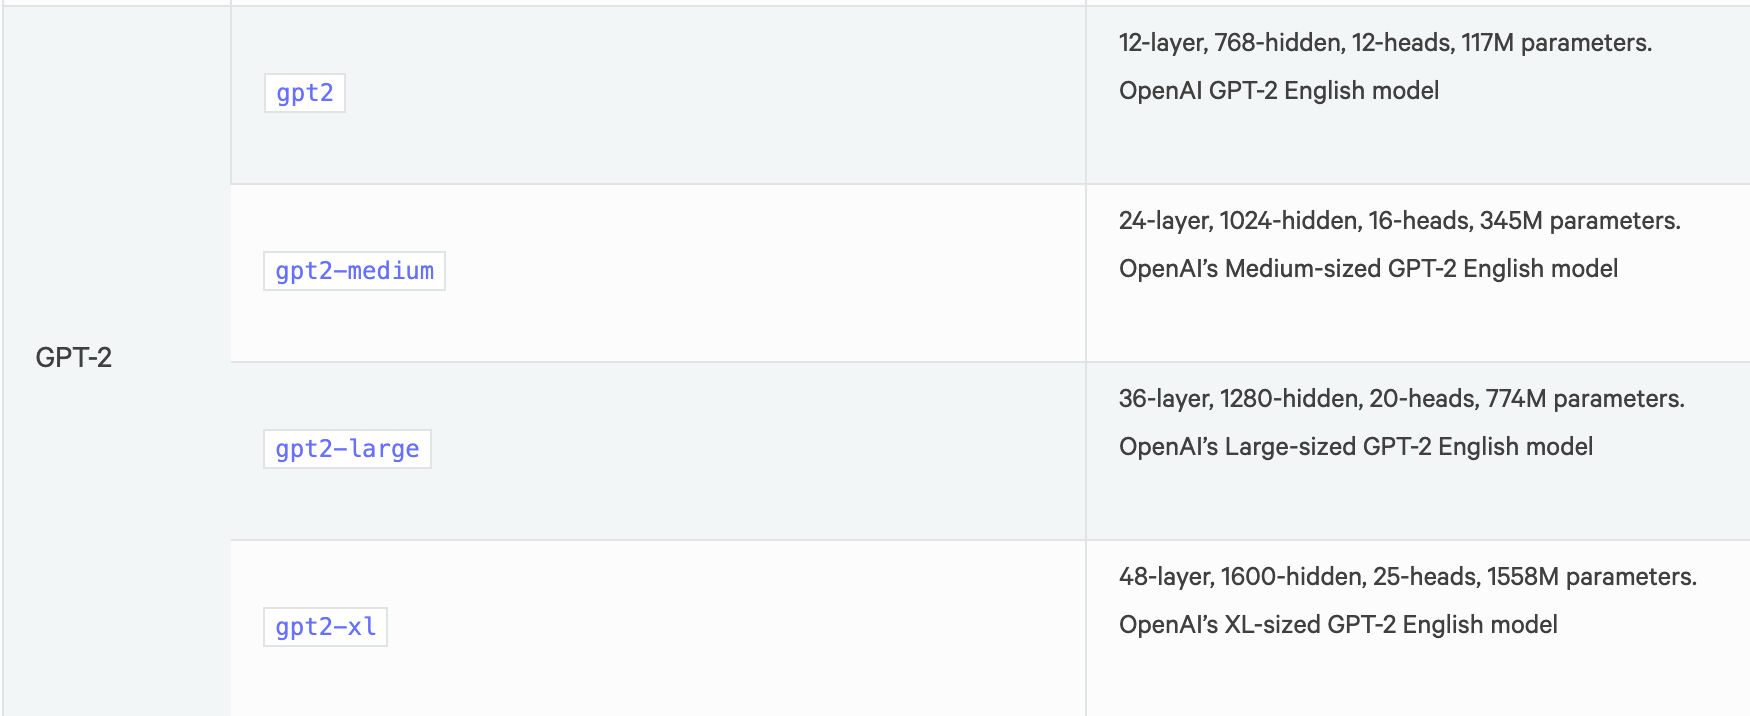 GPT-2
gpt2
12-layer, 768-hidden, 12-heads, 117M parameters.
OpenAI GPT-2 English model
gpt2-medium
24-layer, 1024-hidden, 16-heads, 345M parameters.
OpenAI’s Medium-sized GPT-2 English model
gpt2-large
36-layer, 1280-hidden, 20-heads, 774M parameters.
OpenAI’s Large-sized GPT-2 English model
gpt2-xl
48-layer, 1600-hidden, 25-heads, 1558M parameters.
OpenAI’s XL-sized GPT-2 English model